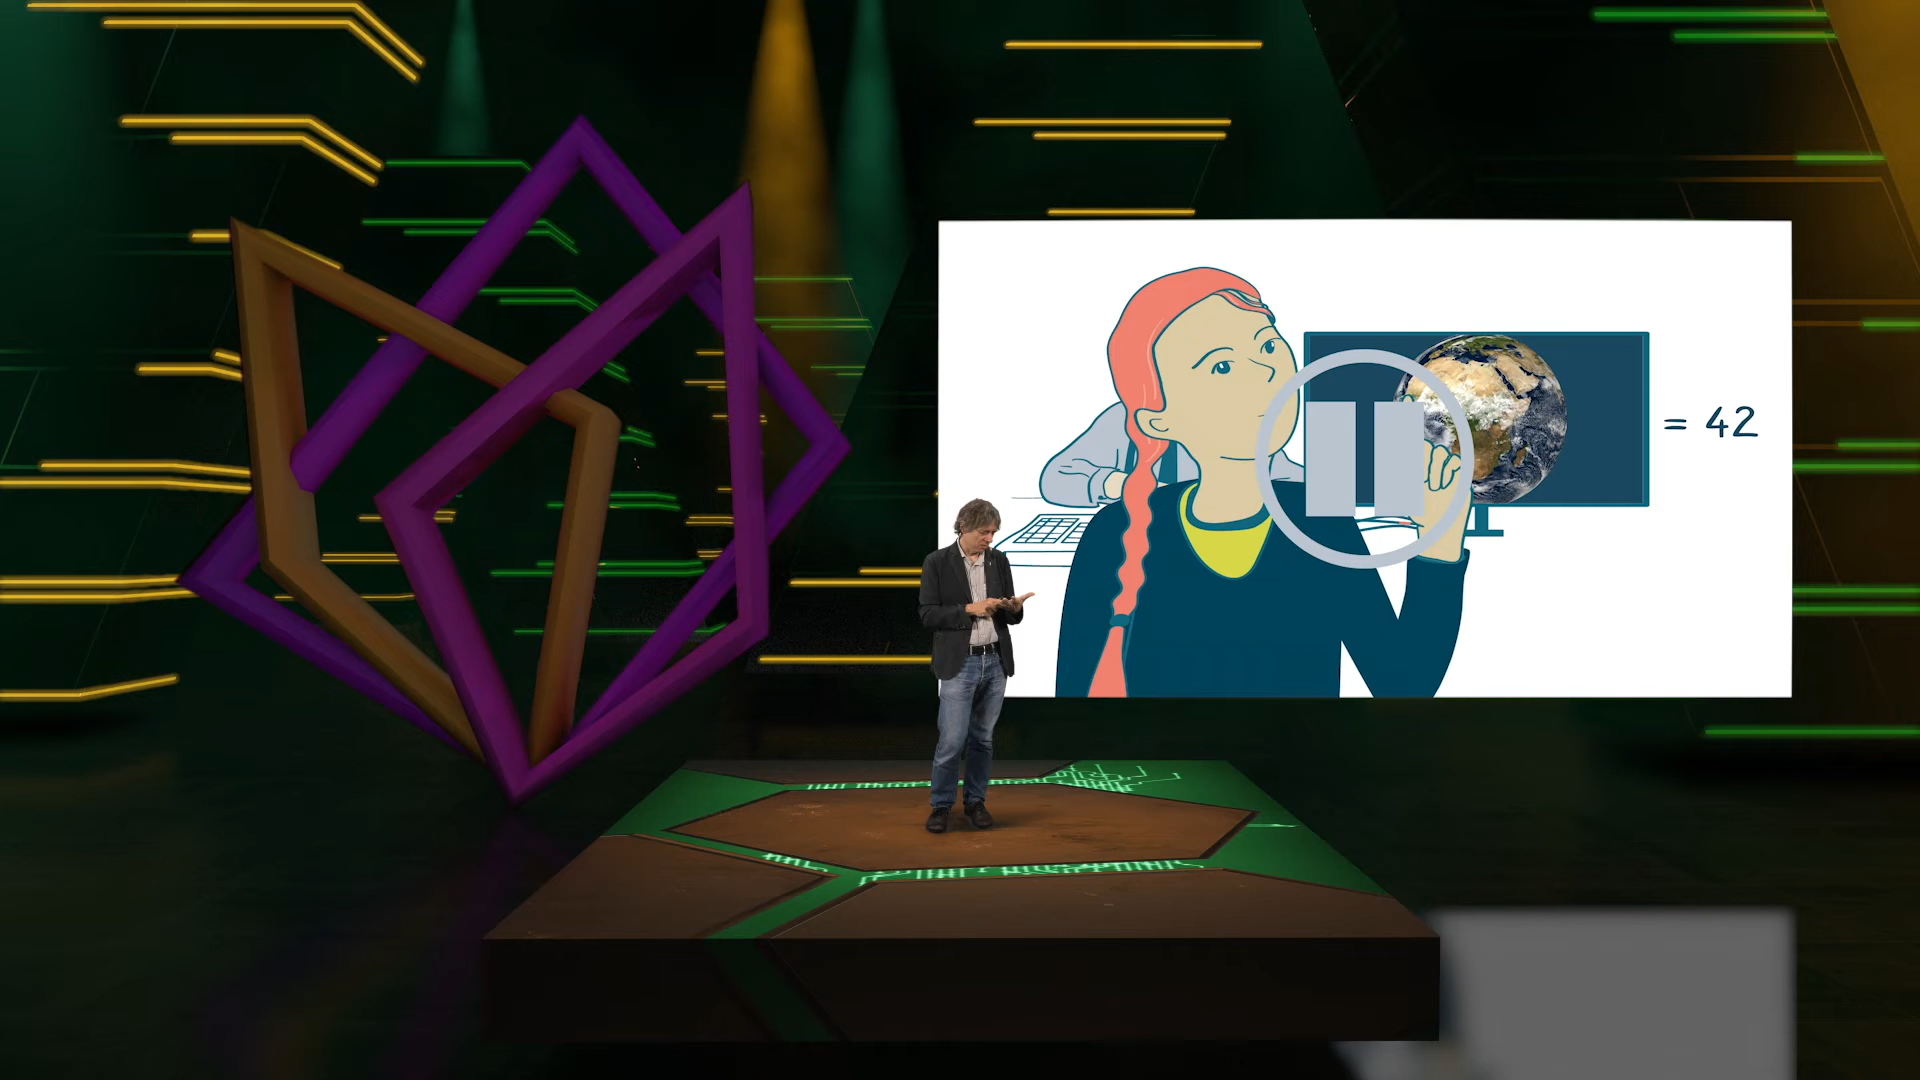 = 42